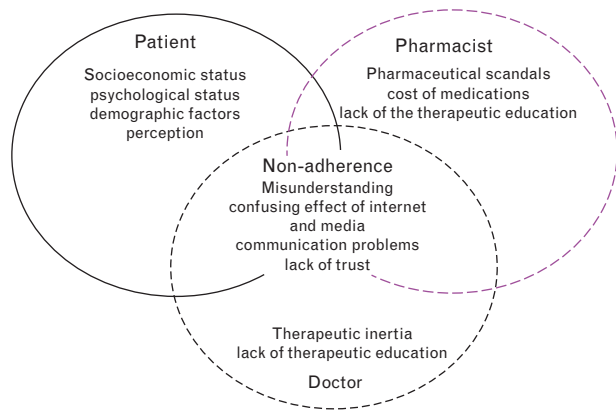 Patient
Socioeconomic status
psychological status
demographic factors
perception
Pharmacist
Pharmaceutical scandals
cost of medications
lack of the therapeutic education
Non-adherence
Misunderstanding
confusing effect of internet
and media
communication problems
lack of trust
Therapeutic inertia
lack of therapeutic education
Doctor